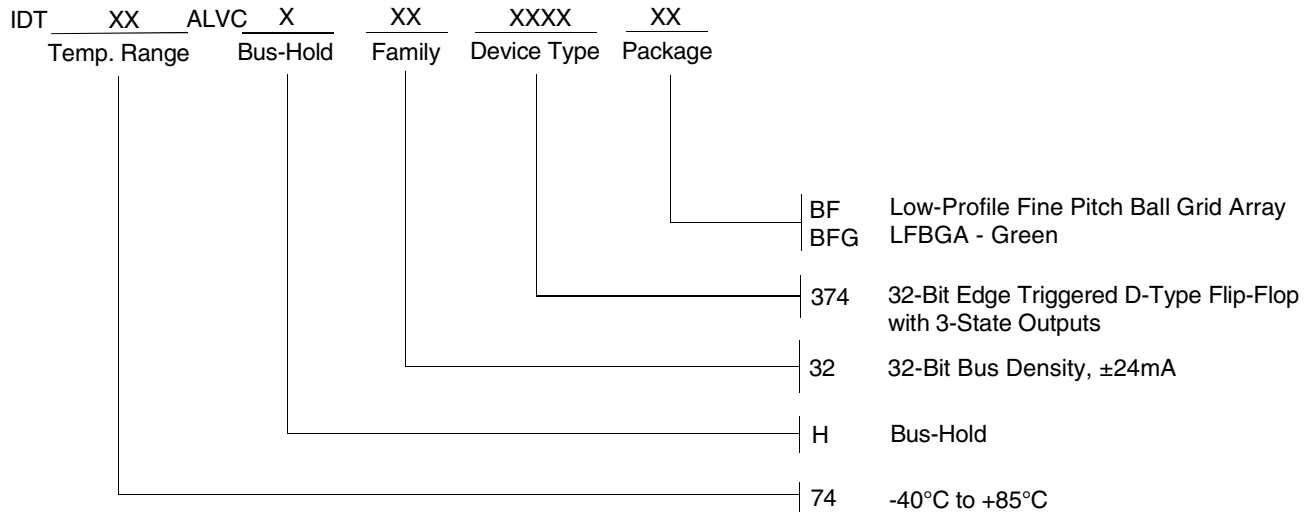 IDT XX ALVC X XX XXXX XX
Temp. Range Bus-Hold Family Device Type Package
BF Low-Profile Fine Pitch Ball Grid Array
BFG LFBGA - Green
374 32-Bit Edge Triggered D-Type Flip-Flop
with 3-State Outputs
32 32-Bit Bus Density, ±24mA
H Bus-Hold
74 -40°C to +85°C